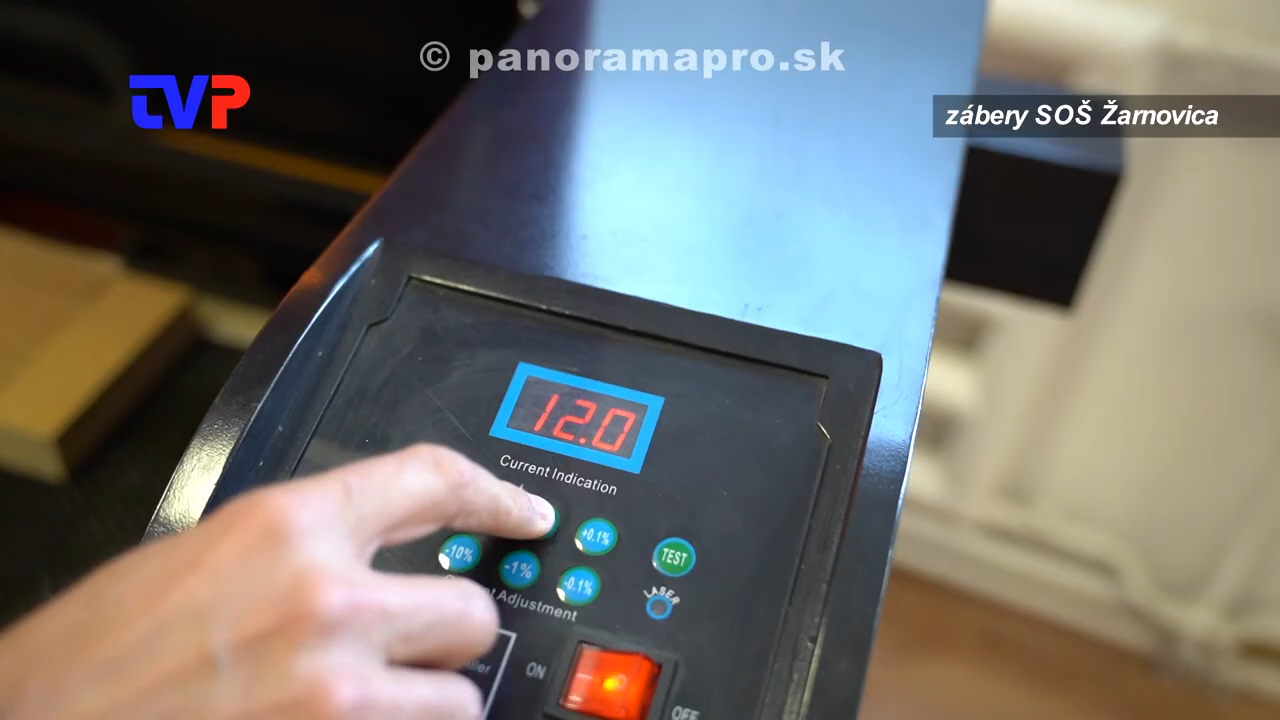 © panoramapro.sk
TVP
zábery SOŠ Žarnovica
12.0
Current Indication
+0.1%
-10%
-1%
-0.1%
TEST
LASER
Adjustment
ON
OFF